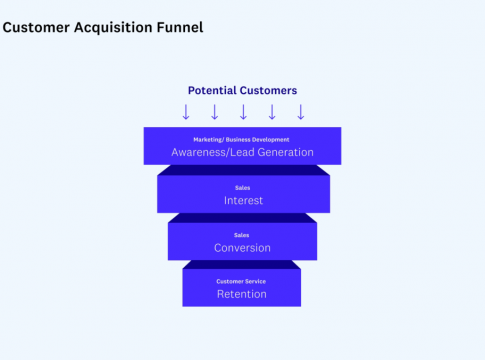 Customer Acquisition Funnel
Potential Customers
Marketing/ Business Development
Awareness/Lead Generation
Sales
Interest
Sales
Conversion
Customer Service
Retention